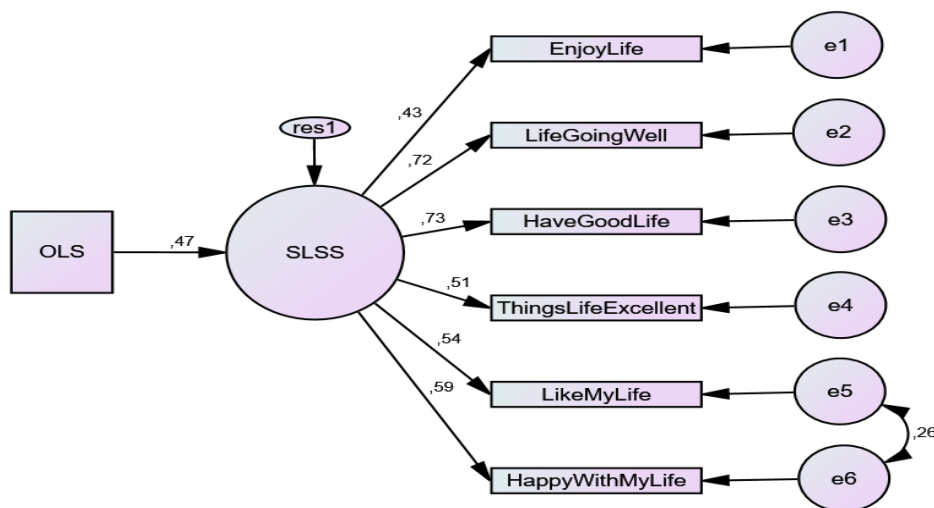 EnjoyLife
e1
,43
res1
LifeGoingWell
e2
,72
HaveGoodLife
e3
,73
OLS
,47
SLSS
,51
ThingsLifeExcellent
e4
,54
LikeMyLife
e5
,59
,26
HappyWithMyLife
e6